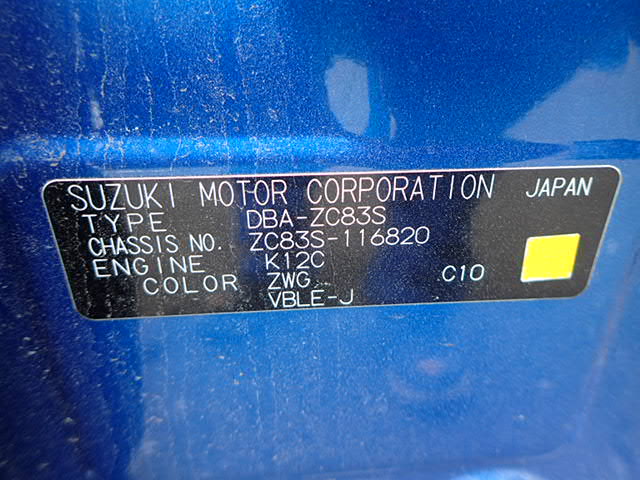 SUZUKI MOTOR CORPORATION JAPAN
TYPE DBA-ZC83S
CHASSIS NO. ZC83S-116820
ENGINE K12C
COLOR ZWG C10
VBLE-J